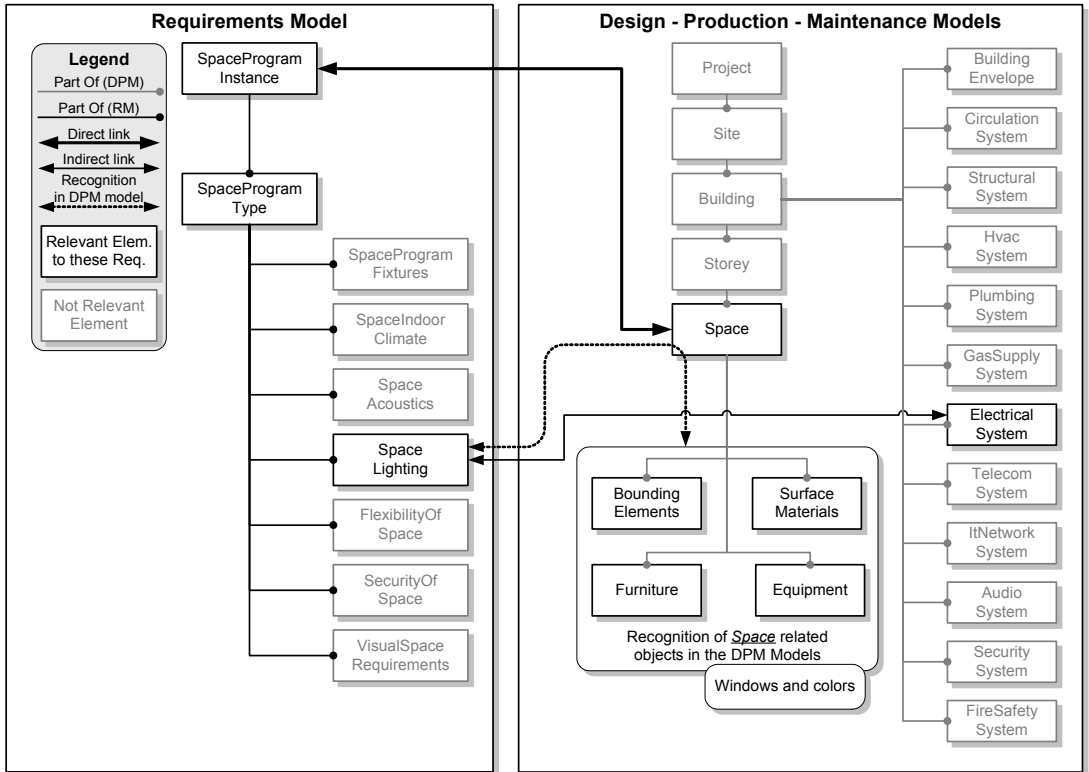 Requirements Model
Legend
Part Of (DPM)
Part Of (RM)
Direct link
Indirect link
Recognition
in DPM model
Relevant Elem.
to these Req.
Not Relevant
Element
SpaceProgram
Instance
SpaceProgram
Type
SpaceProgram
Fixtures
SpaceIndoor
Climate
Space
Acoustics
Space
Lighting
FlexibilityOf
Space
SecurityOf
Space
VisualSpace
Requirements
Design - Production - Maintenance Models
Project
Site
Building
Storey
Space
Bounding
Elements
Surface
Materials
Furniture
Equipment
Recognition of Space related
objects in the DPM Models
Windows and colors
Building
Envelope
Circulation
System
Structural
System
Hvac
System
Plumbing
System
GasSupply
System
Electrical
System
Telecom
System
ItNetwork
System
Audio
System
Security
System
FireSafety
System